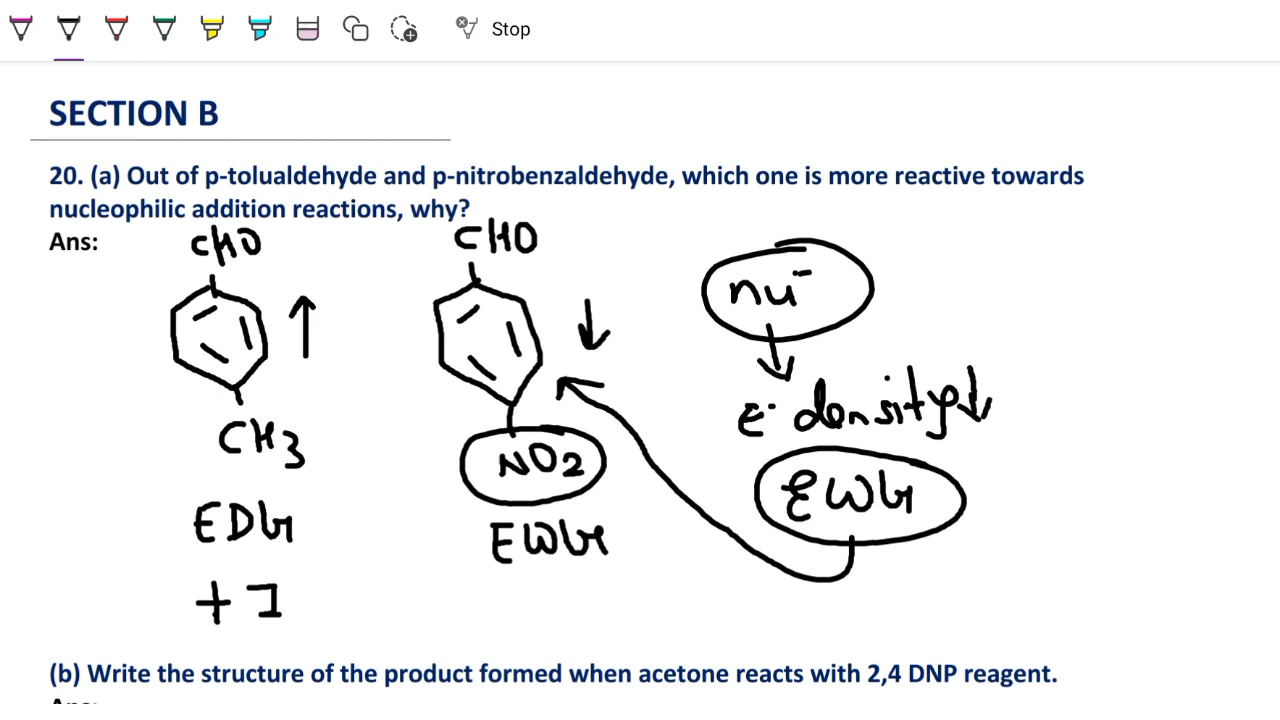 Stop
SECTION B
20. (a) Out of p-tolualdehyde and p-nitrobenzaldehyde, which one is more reactive towards
nucleophilic addition reactions, why?
Ans:
CHO
CH3
EDG
+I
CHO
NO2
EWG
nu⁻
e⁻ density↓
EWG
(b) Write the structure of the product formed when acetone reacts with 2,4 DNP reagent.
Ans: